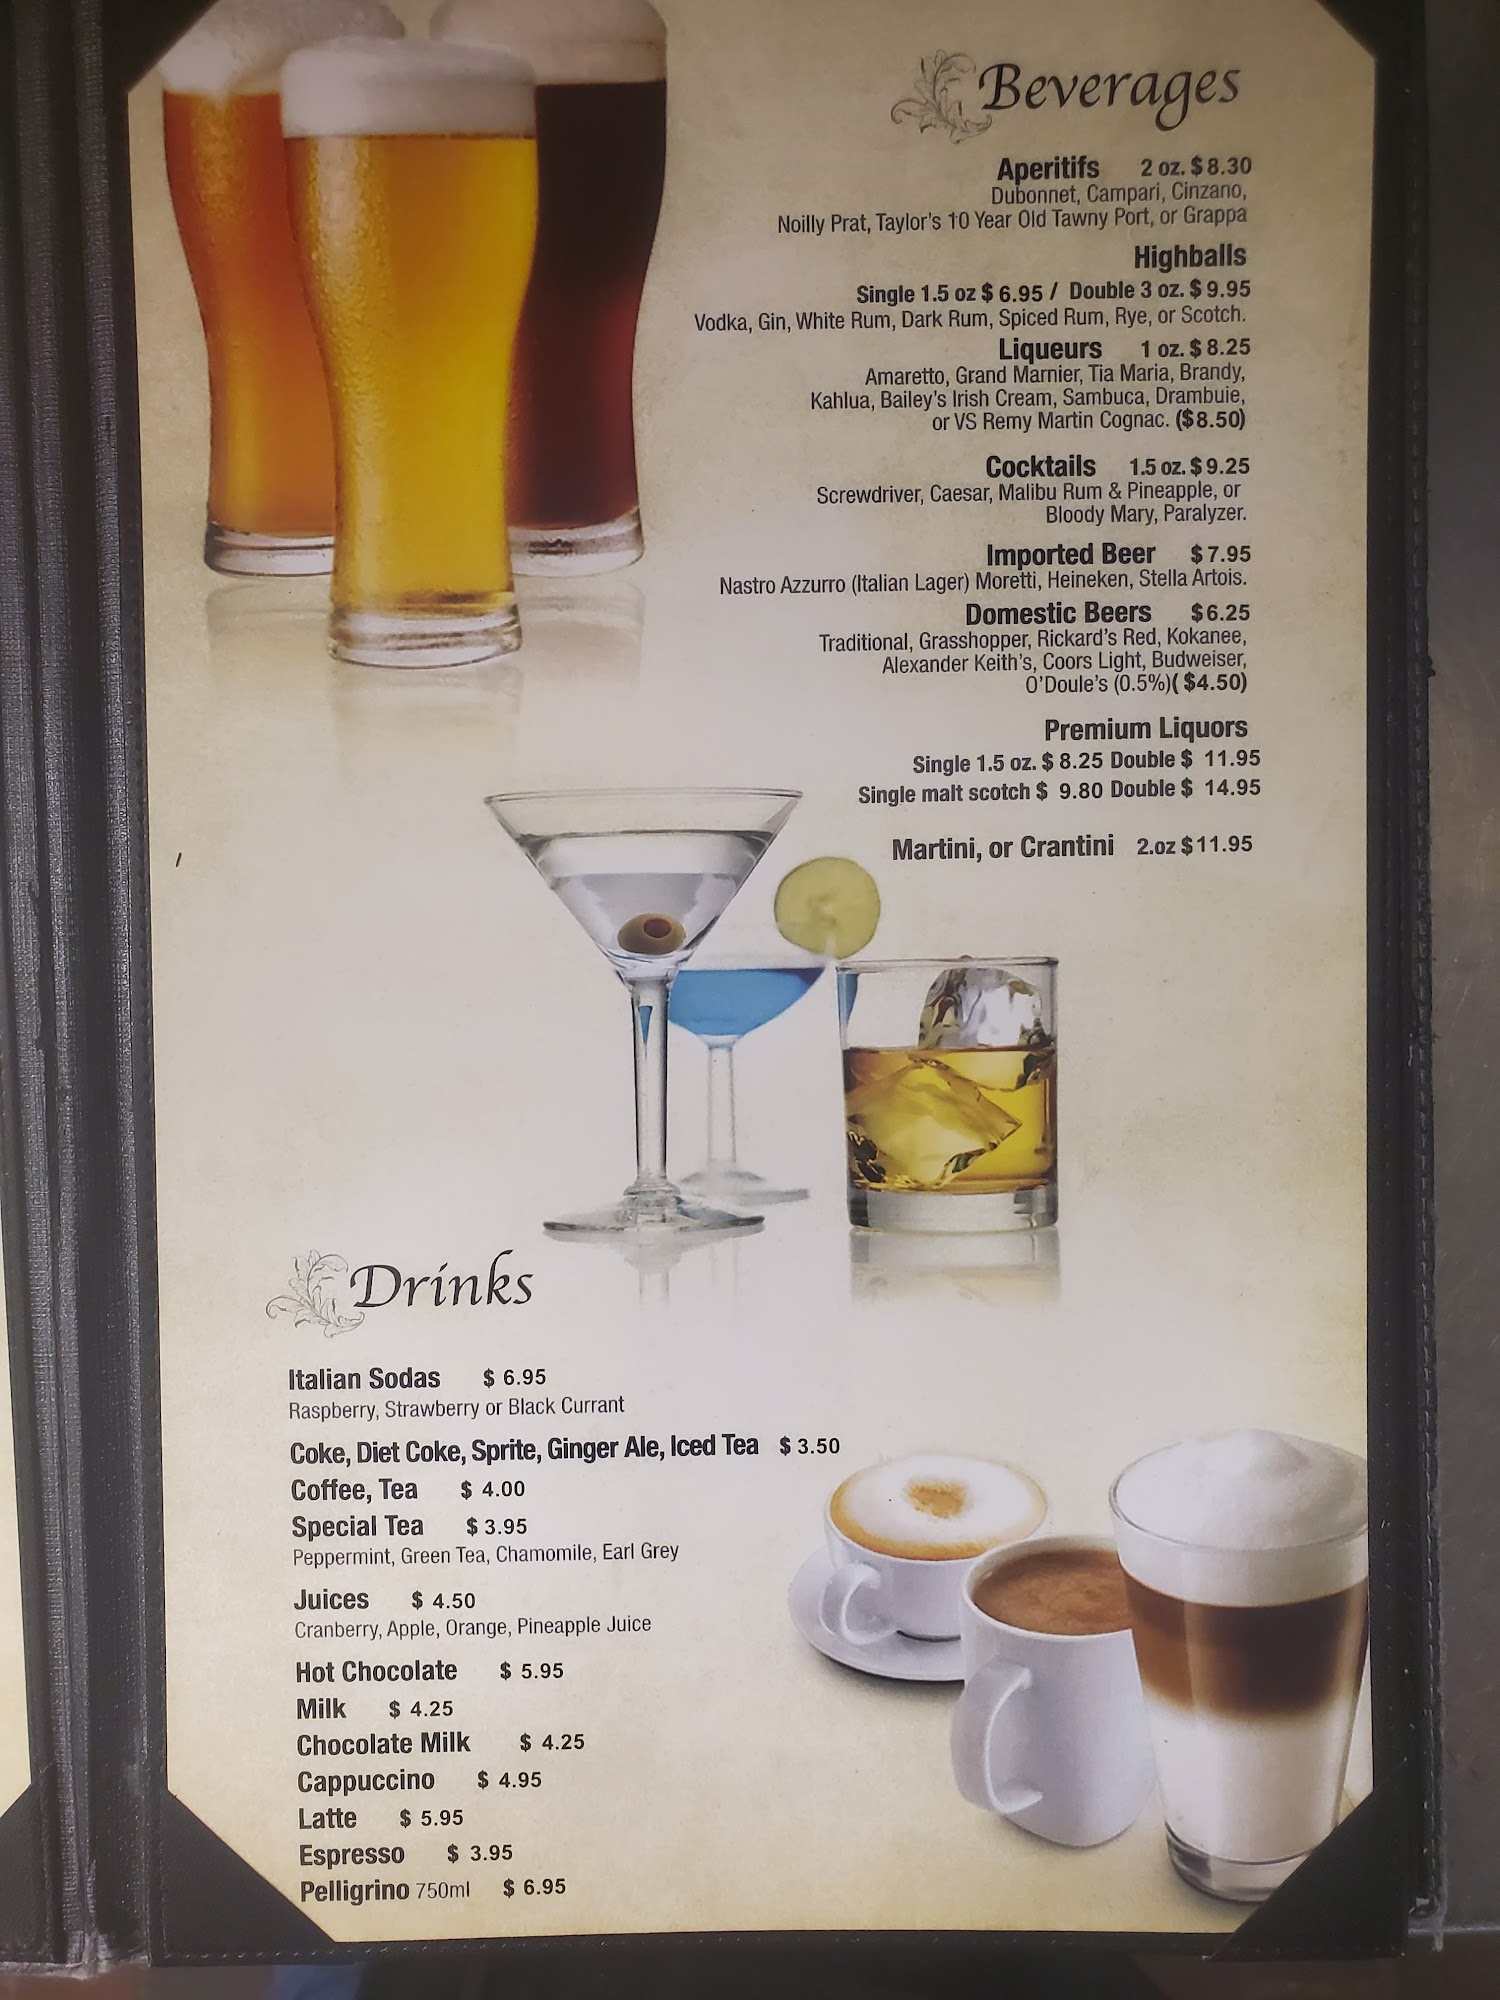 Beverages
Aperitifs 2 oz. $ 8.30
Dubonnet, Campari, Cinzano,
Noilly Prat, Taylor's 10 Year Old Tawny Port, or Grappa
Highballs
Single 1.5 oz $ 6.95 / Double 3 oz. $ 9.95
Vodka, Gin, White Rum, Dark Rum, Spiced Rum, Rye, or Scotch.
Liqueurs 1 oz. $ 8.25
Amaretto, Grand Marnier, Tia Maria, Brandy,
Kahlua, Bailey's Irish Cream, Sambuca, Drambuie,
or VS Remy Martin Cognac. ($8.50)
Cocktails 1.5 oz. $ 9.25
Screwdriver, Caesar, Malibu Rum & Pineapple, or
Bloody Mary, Paralyzer.
Imported Beer $ 7.95
Nastro Azzurro (Italian Lager) Moretti, Heineken, Stella Artois.
Domestic Beers $6.25
Traditional, Grasshopper, Rickard's Red, Kokanee,
Alexander Keith's, Coors Light, Budweiser,
O'Doule's (0.5%)( $4.50)
Premium Liquors
Single 1.5 oz. $ 8.25 Double $ 11.95
Single malt scotch $ 9.80 Double $ 14.95
Martini, or Crantini 2.oz $11.95
Drinks
Italian Sodas $ 6.95
Raspberry, Strawberry or Black Currant
Coke, Diet Coke, Sprite, Ginger Ale, Iced Tea $ 3.50
Coffee, Tea $ 4.00
Special Tea $ 3.95
Peppermint, Green Tea, Chamomile, Earl Grey
Juices $ 4.50
Cranberry, Apple, Orange, Pineapple Juice
Hot Chocolate $ 5.95
Milk $ 4.25
Chocolate Milk $ 4.25
Cappuccino $ 4.95
Latte $ 5.95
Espresso $ 3.95
Pelligrino 750ml $ 6.95